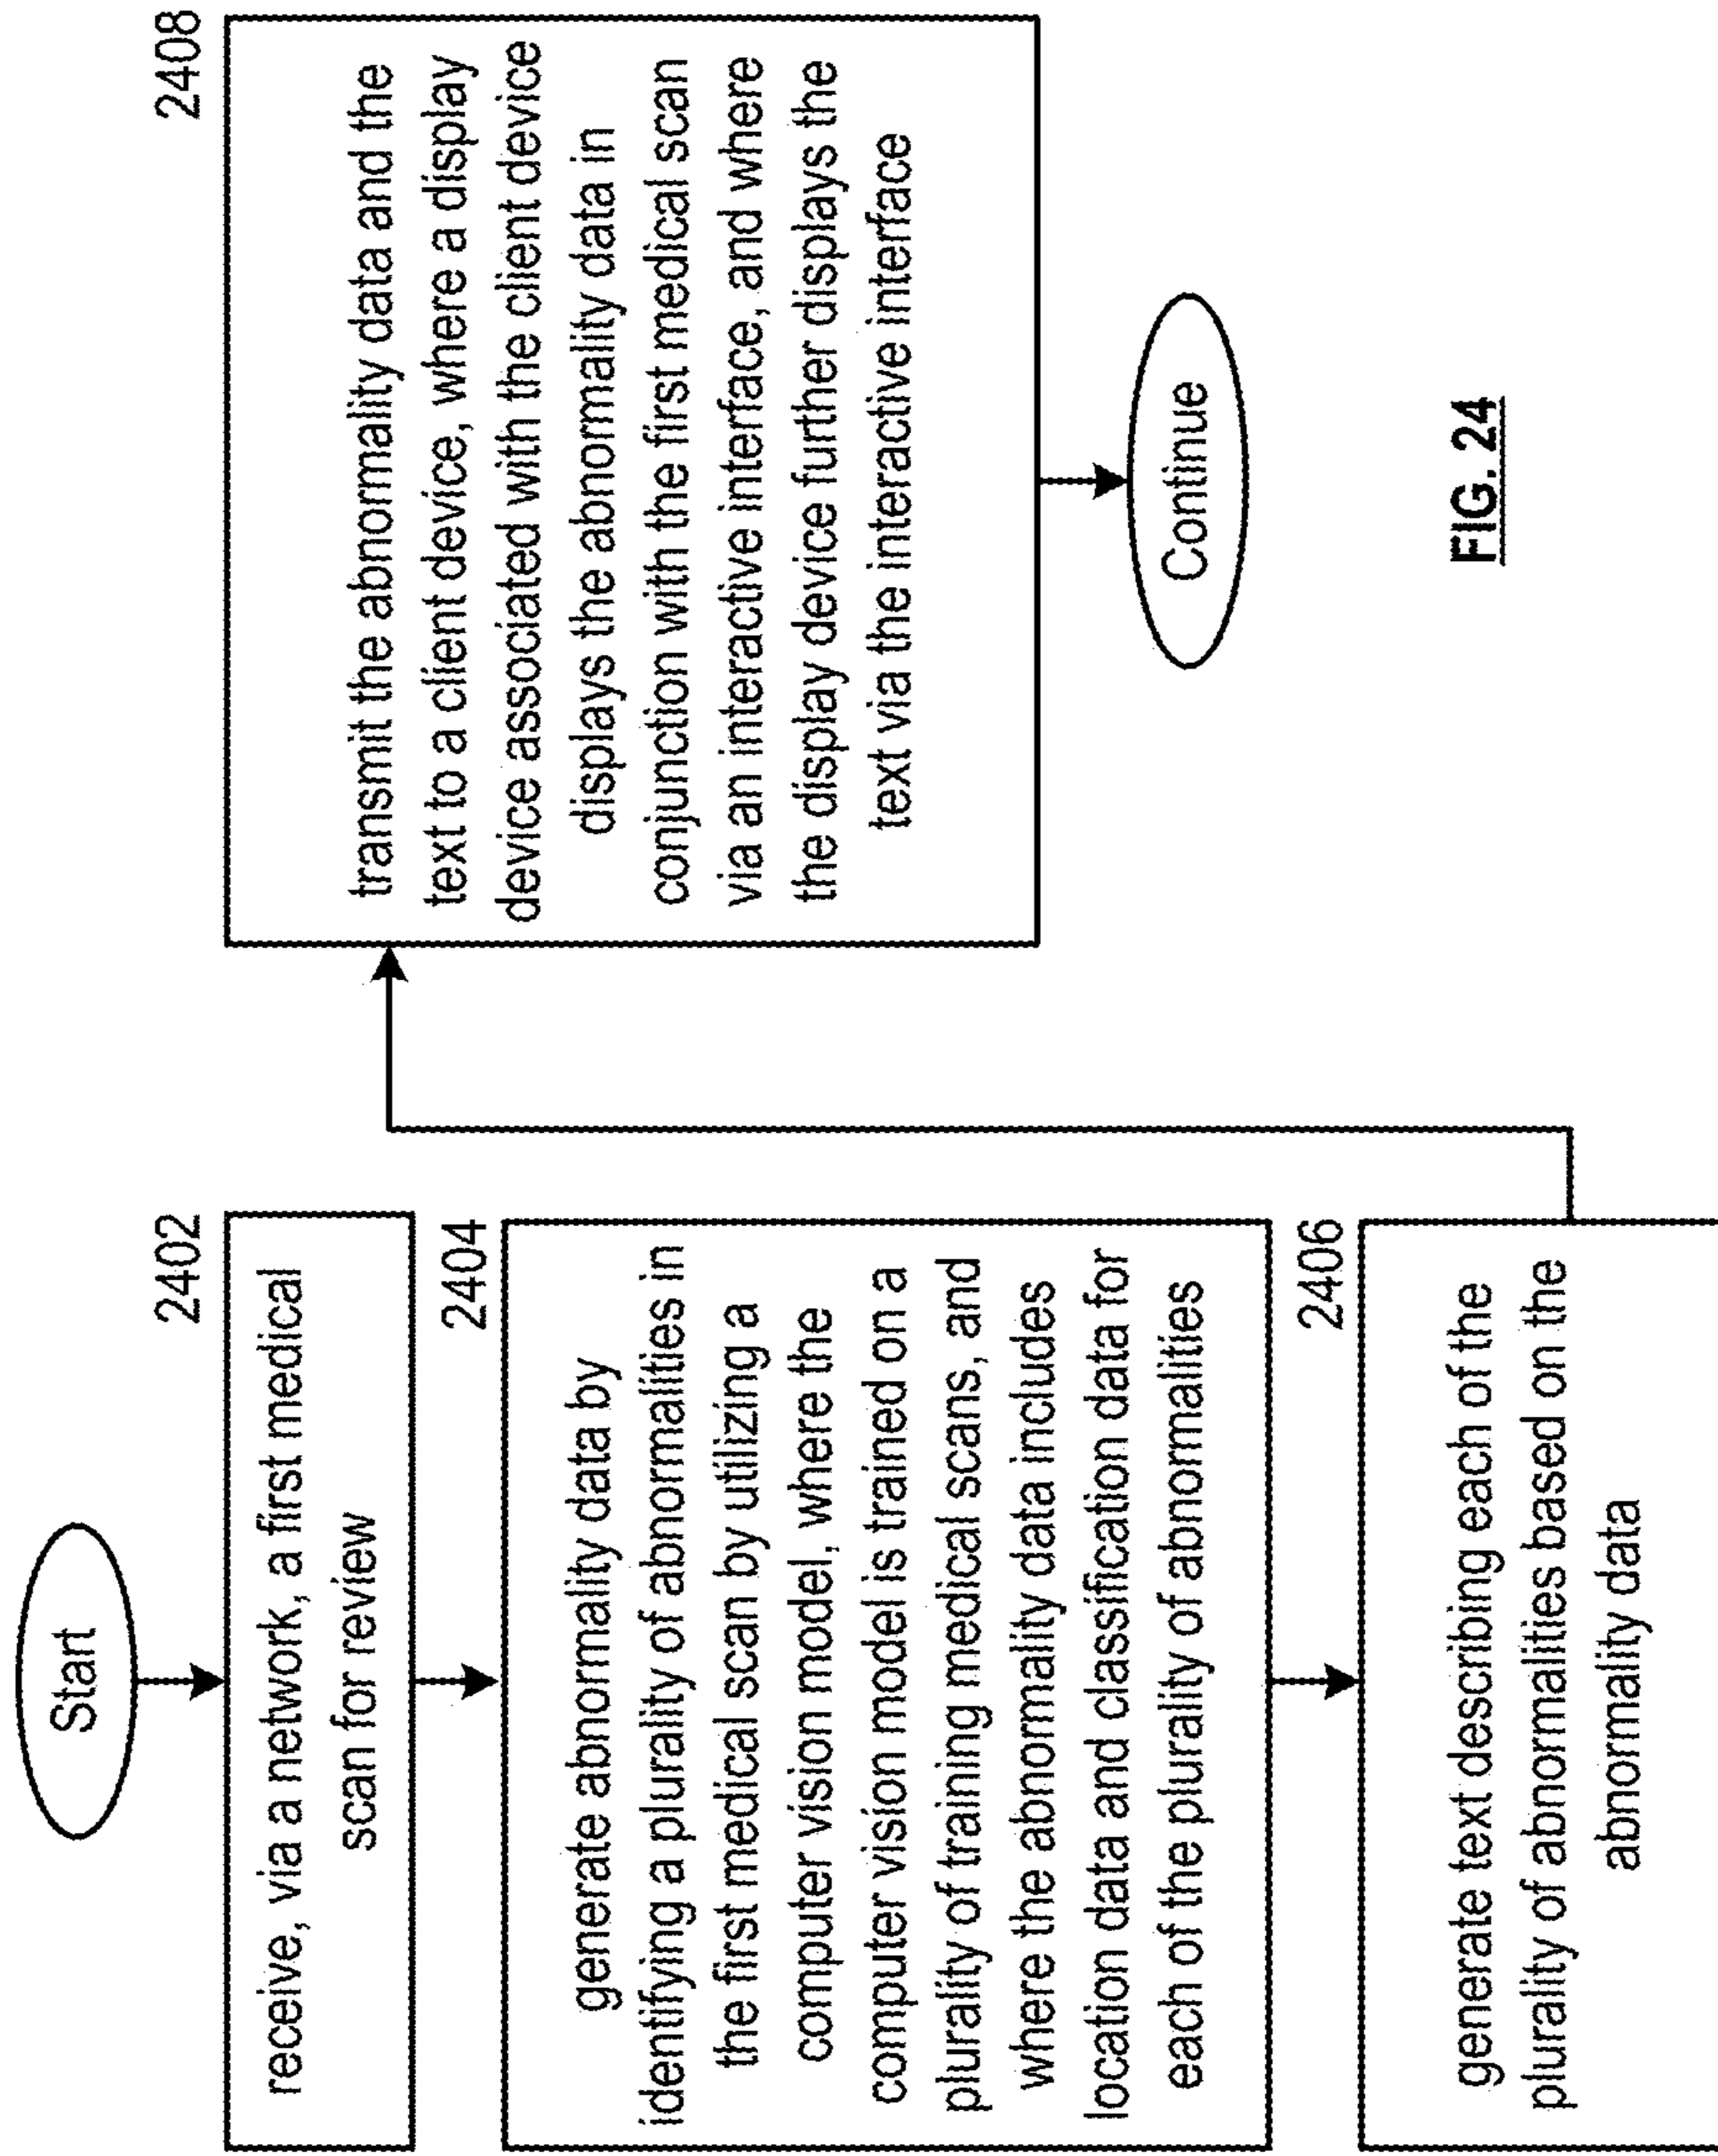 Start
2402
receive, via a network, a first medical
scan for review
2404
generate abnormality data by
identifying a plurality of abnormalities in
the first medical scan by utilizing a
computer vision model, where the
computer vision model is trained on a
plurality of training medical scans, and
where the abnormality data includes
location data and classification data for
each of the plurality of abnormalities
2406
generate text describing each of the
plurality of abnormalities based on the
abnormality data
2408
transmit the abnormality data and the
text to a client device, where a display
device associated with the client device
displays the abnormality data in
conjunction with the first medical scan
via an interactive interface, and where
the display device further displays the
text via the interactive interface
Continue
FIG. 24